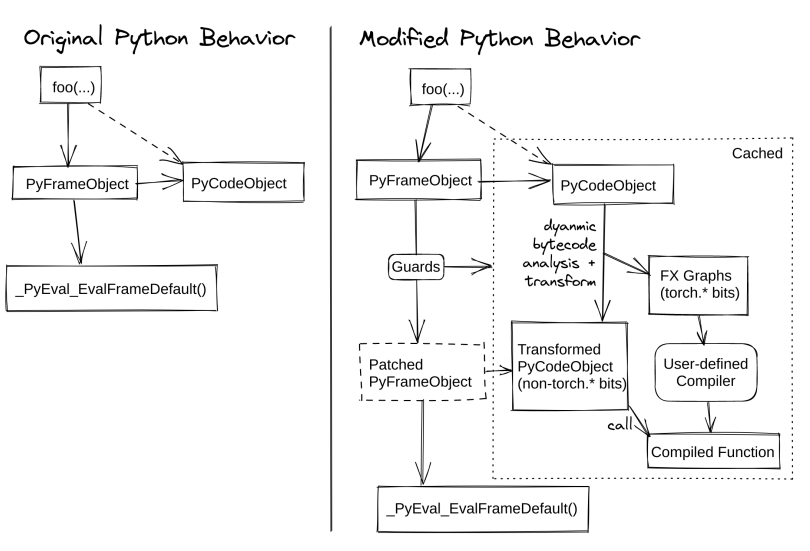 Original Python Behavior
foo(...)
PyFrameObject
PyCodeObject
_PyEval_EvalFrameDefault()
Modified Python Behavior
foo(...)
Cached
PyFrameObject
PyCodeObject
dyanmic
bytecode
analysis +
transform
Guards
FX Graphs
(torch.* bits)
Patched
PyFrameObject
Transformed
PyCodeObject
(non-torch.* bits)
User-defined
Compiler
call
Compiled Function
_PyEval_EvalFrameDefault()